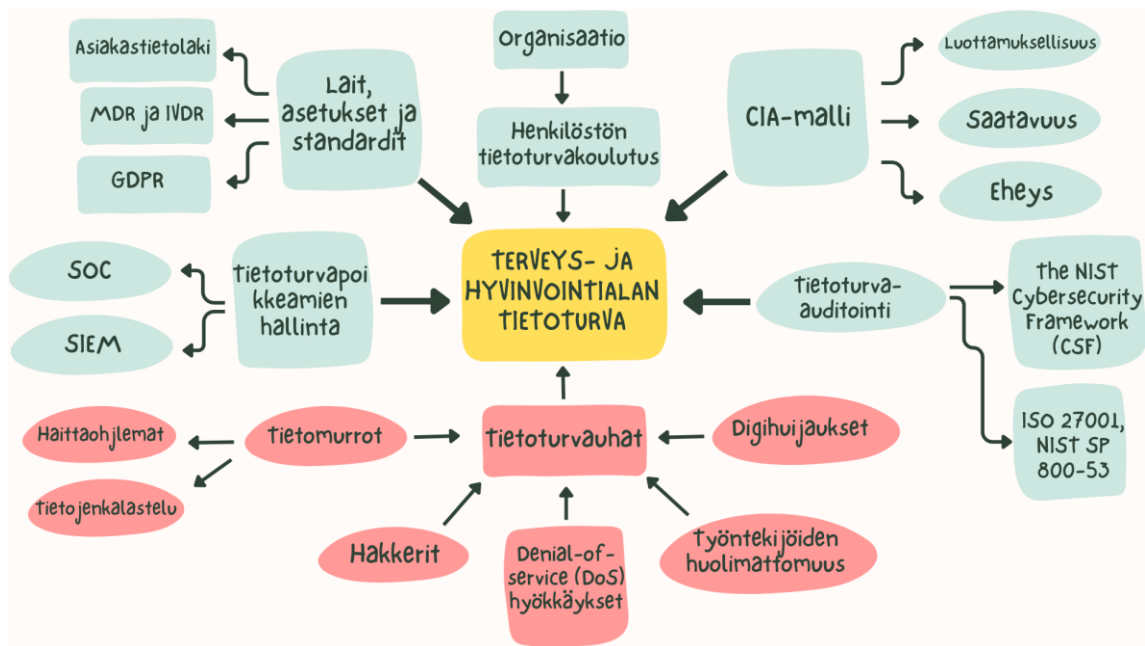 Asiakastietolaki
MDR ja IVDR
GDPR
Lait,
asetukset ja
standardit
Organisaatio
Henkilöstön
tietoturvakoulutus
CIA-malli
Luottamuksellisuus
Saatavuus
Eheys
SOC
SIEM
Tietoturvapoi
kkeamien
hallinta
TERVEYS- JA
HYVINVOINTIALAN
TIETOTURVA
Tietoturva-
auditointi
The NIST
Cybersecurity
Framework
(CSF)
ISO 27001,
NIST SP
800-53
Haittaohjlemat
Tietojenkalastelu
Tietomurrot
Tietoturvauhat
Digihuijaukset
Hakkerit
Denial-of-
service (DoS)
hyökkäykset
Työntekijöiden
huolimattomuus